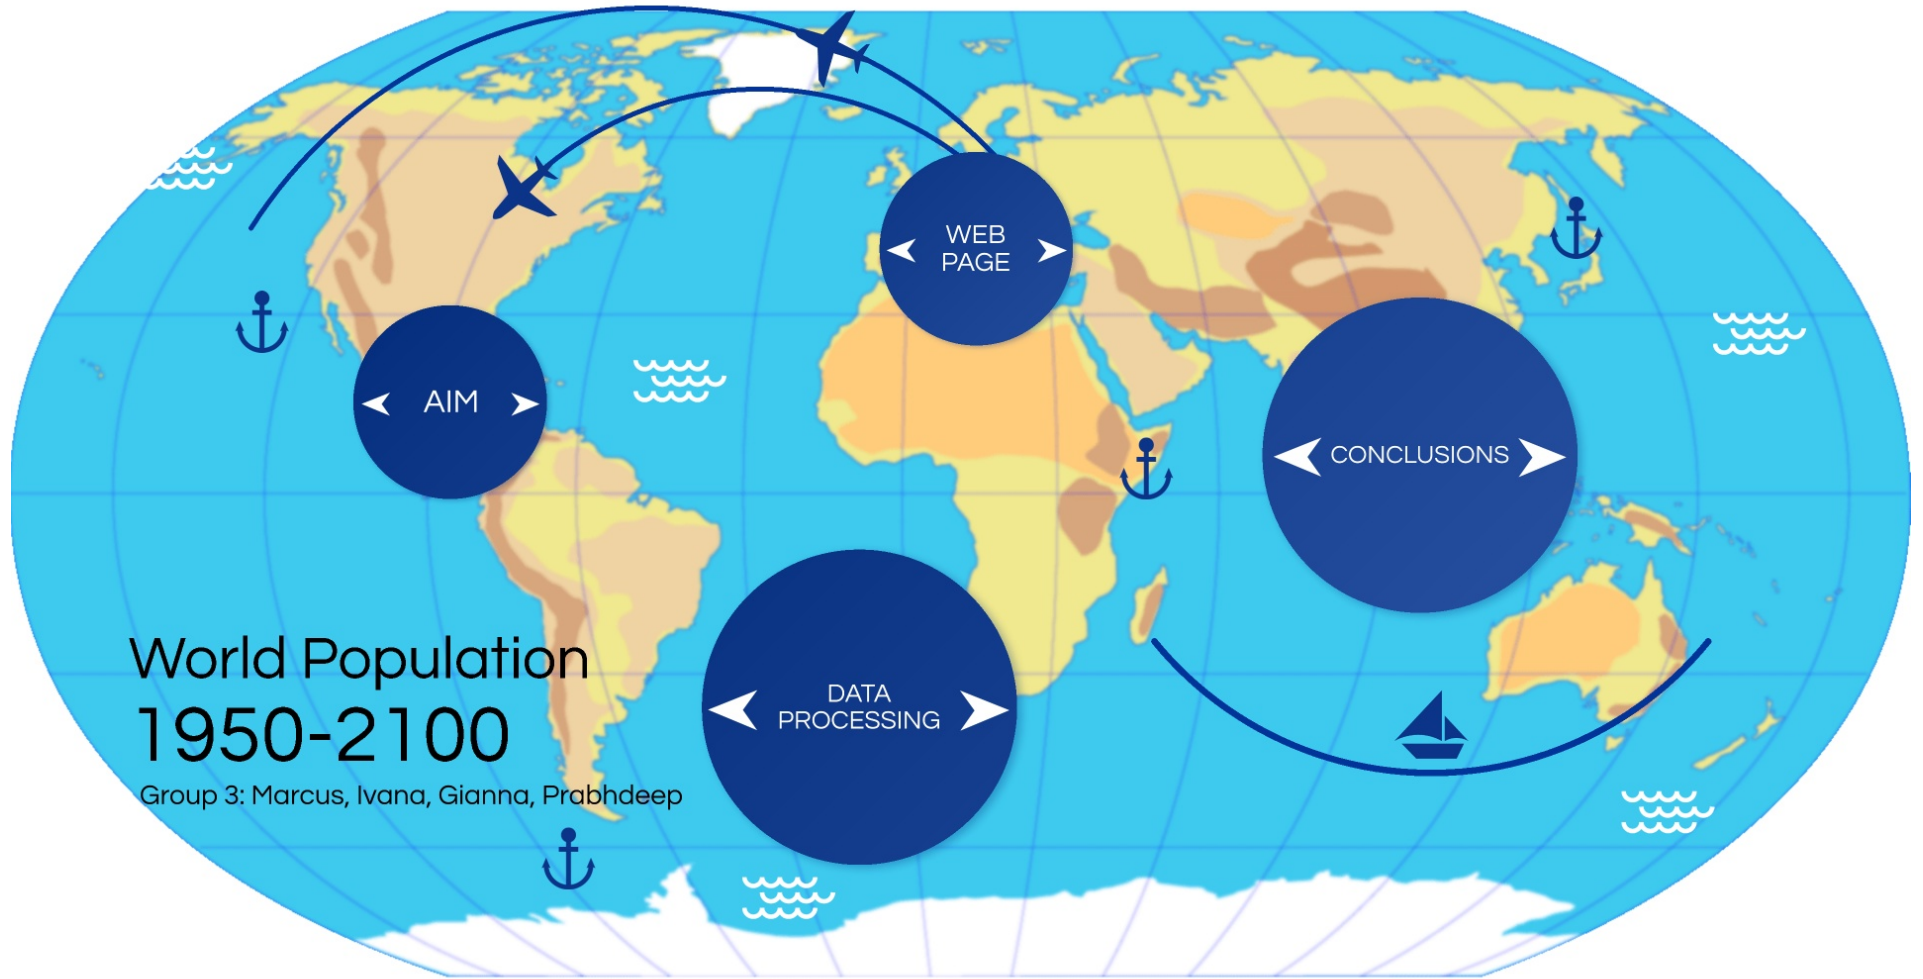 WEB
PAGE
AIM
CONCLUSIONS
World Population
1950-2100
Group 3: Marcus, Ivana, Gianna, Prabhdeep
DATA
PROCESSING